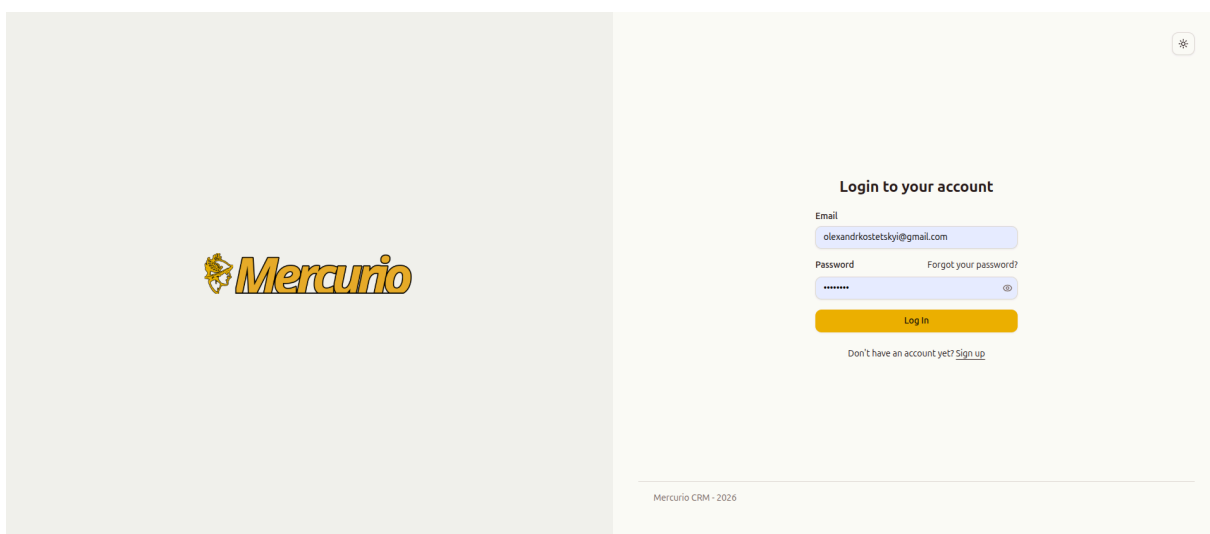 Mercurio
Login to your account
Email
olexandrkostetskyi@gmail.com
Password Forgot your password?
••••••••
Log In
Don't have an account yet? Sign up
Mercurio CRM - 2026